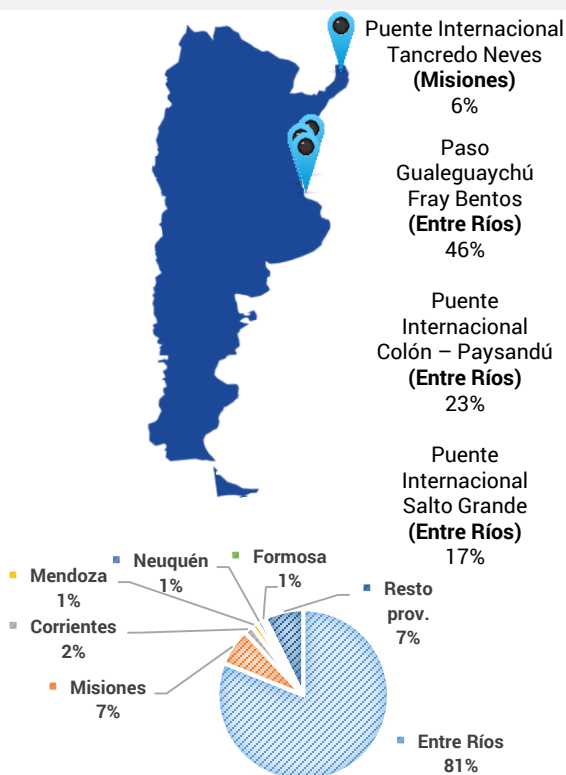 Puente Internacional
Tancredo Neves
(Misiones)
6%
Paso
Gualeguaychú
Fray Bentos
(Entre Ríos)
46%
Puente
Internacional
Colón – Paysandú
(Entre Ríos)
23%
Puente
Internacional
Salto Grande
(Entre Ríos)
17%
Neuquén
1%
Formosa
1%
Mendoza
1%
Resto
prov.
7%
Corrientes
2%
Misiones
7%
Entre Ríos
81%